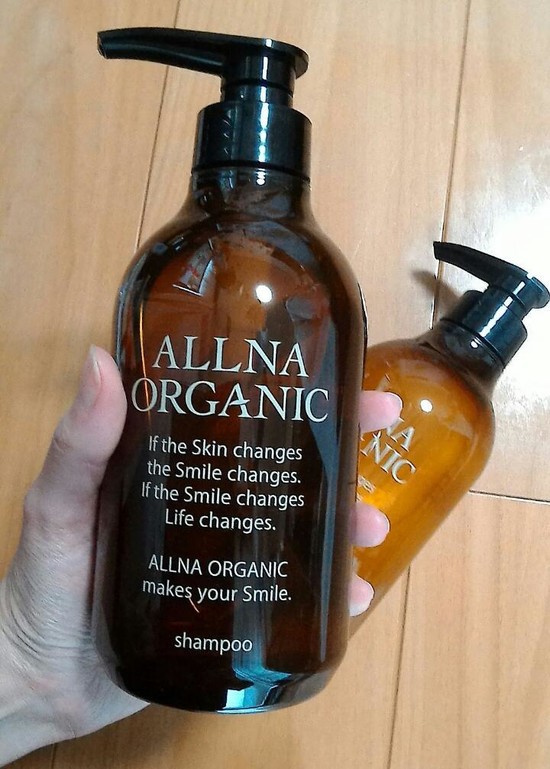 ALLNA
ORGANIC
If the Skin changes
the Smile changes.
If the Smile changes
Life changes.
ALLNA ORGANIC
makes your Smile.
shampoo